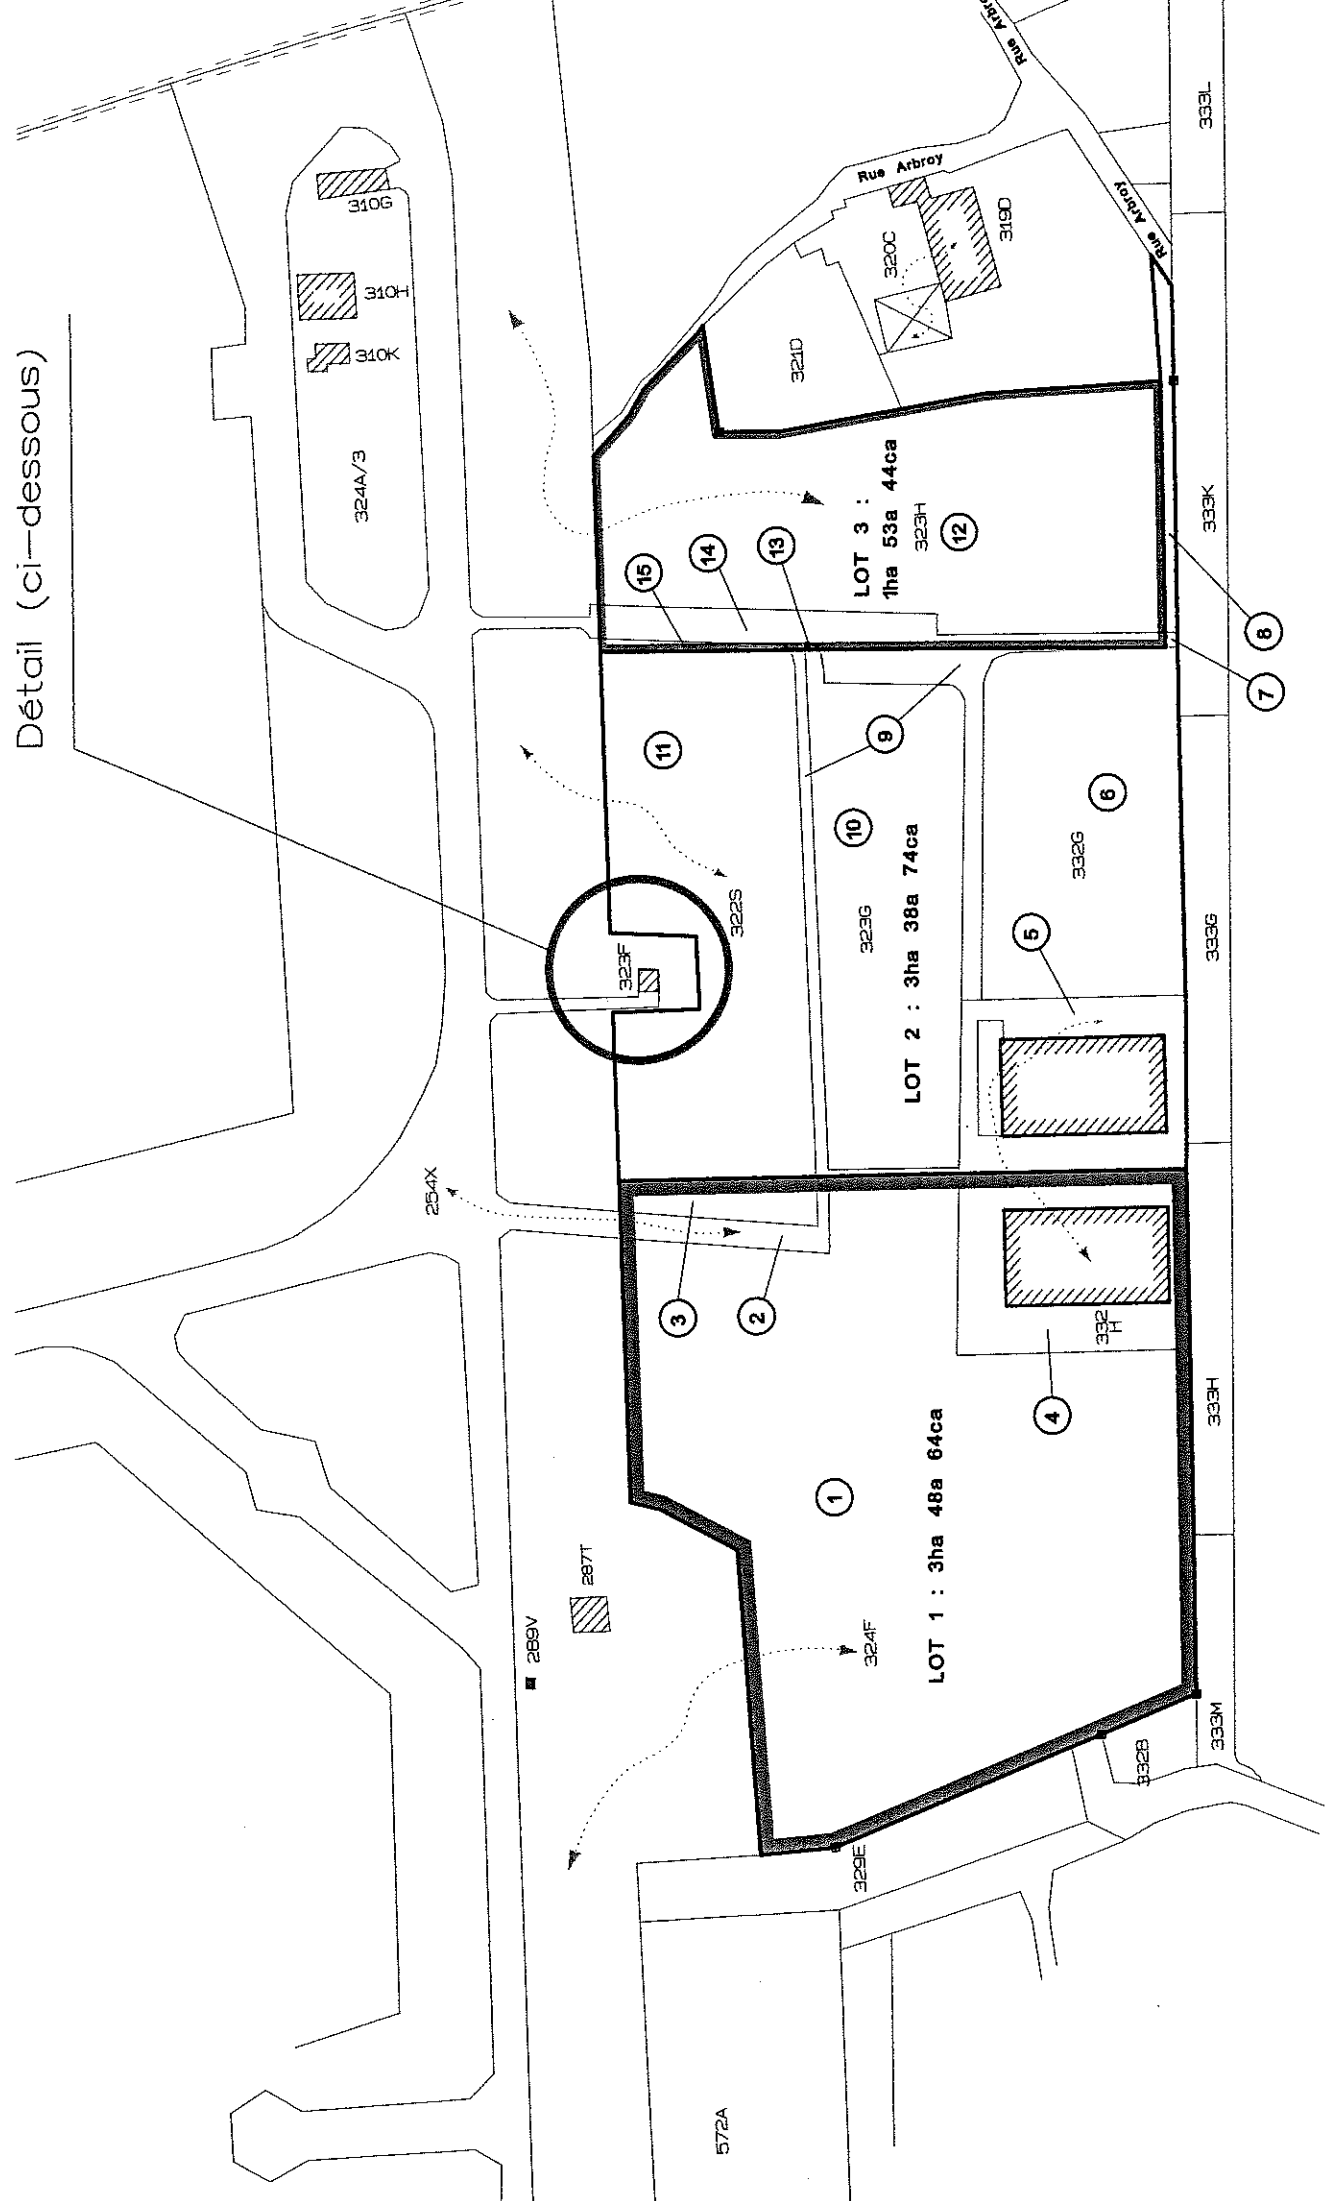 Détail (ci-dessous)
310G
310H
310K
324A/3
Rue Arbroy
Rue Arbroy
Rue Arbroy
Rue Arbro
333L
319D
320C
321D
LOT 3 :
1ha 53a 44ca
323H
12
13
14
15
333K
8
7
9
11
10
6
332G
322S
323F
323G
LOT 2 : 3ha 38a 74ca
5
333G
254X
3
2
332
H
4
333H
1
LOT 1 : 3ha 48a 64ca
324F
287T
289V
333M
332B
329E
572A